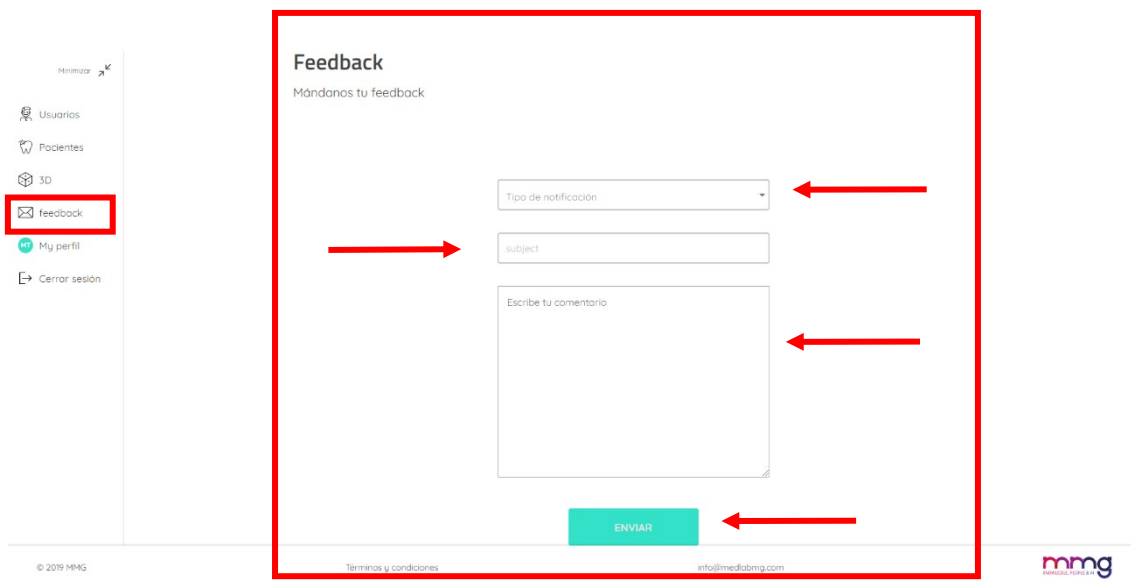 Minimizar
Usuarios
Pacientes
3D
feedback
MT My perfil
Cerrar sesión
Feedback
Mándanos tu feedback
Tipo de notificación
subject
Escribe tu comentario
ENVIAR
© 2019 MMG
Términos y condiciones
info@medlabmg.com
mmg